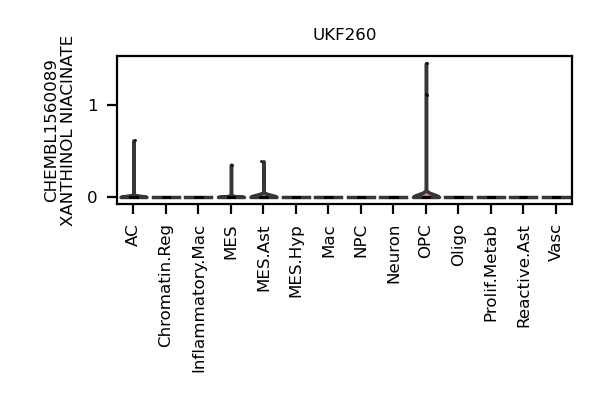 UKF260
CHEMBL1560089
XANTHINOL NIACINATE
1
0
AC
Chromatin.Reg
Inflammatory.Mac
MES
MES.Ast
MES.Hyp
Mac
NPC
Neuron
OPC
Oligo
Prolif.Metab
Reactive.Ast
Vasc